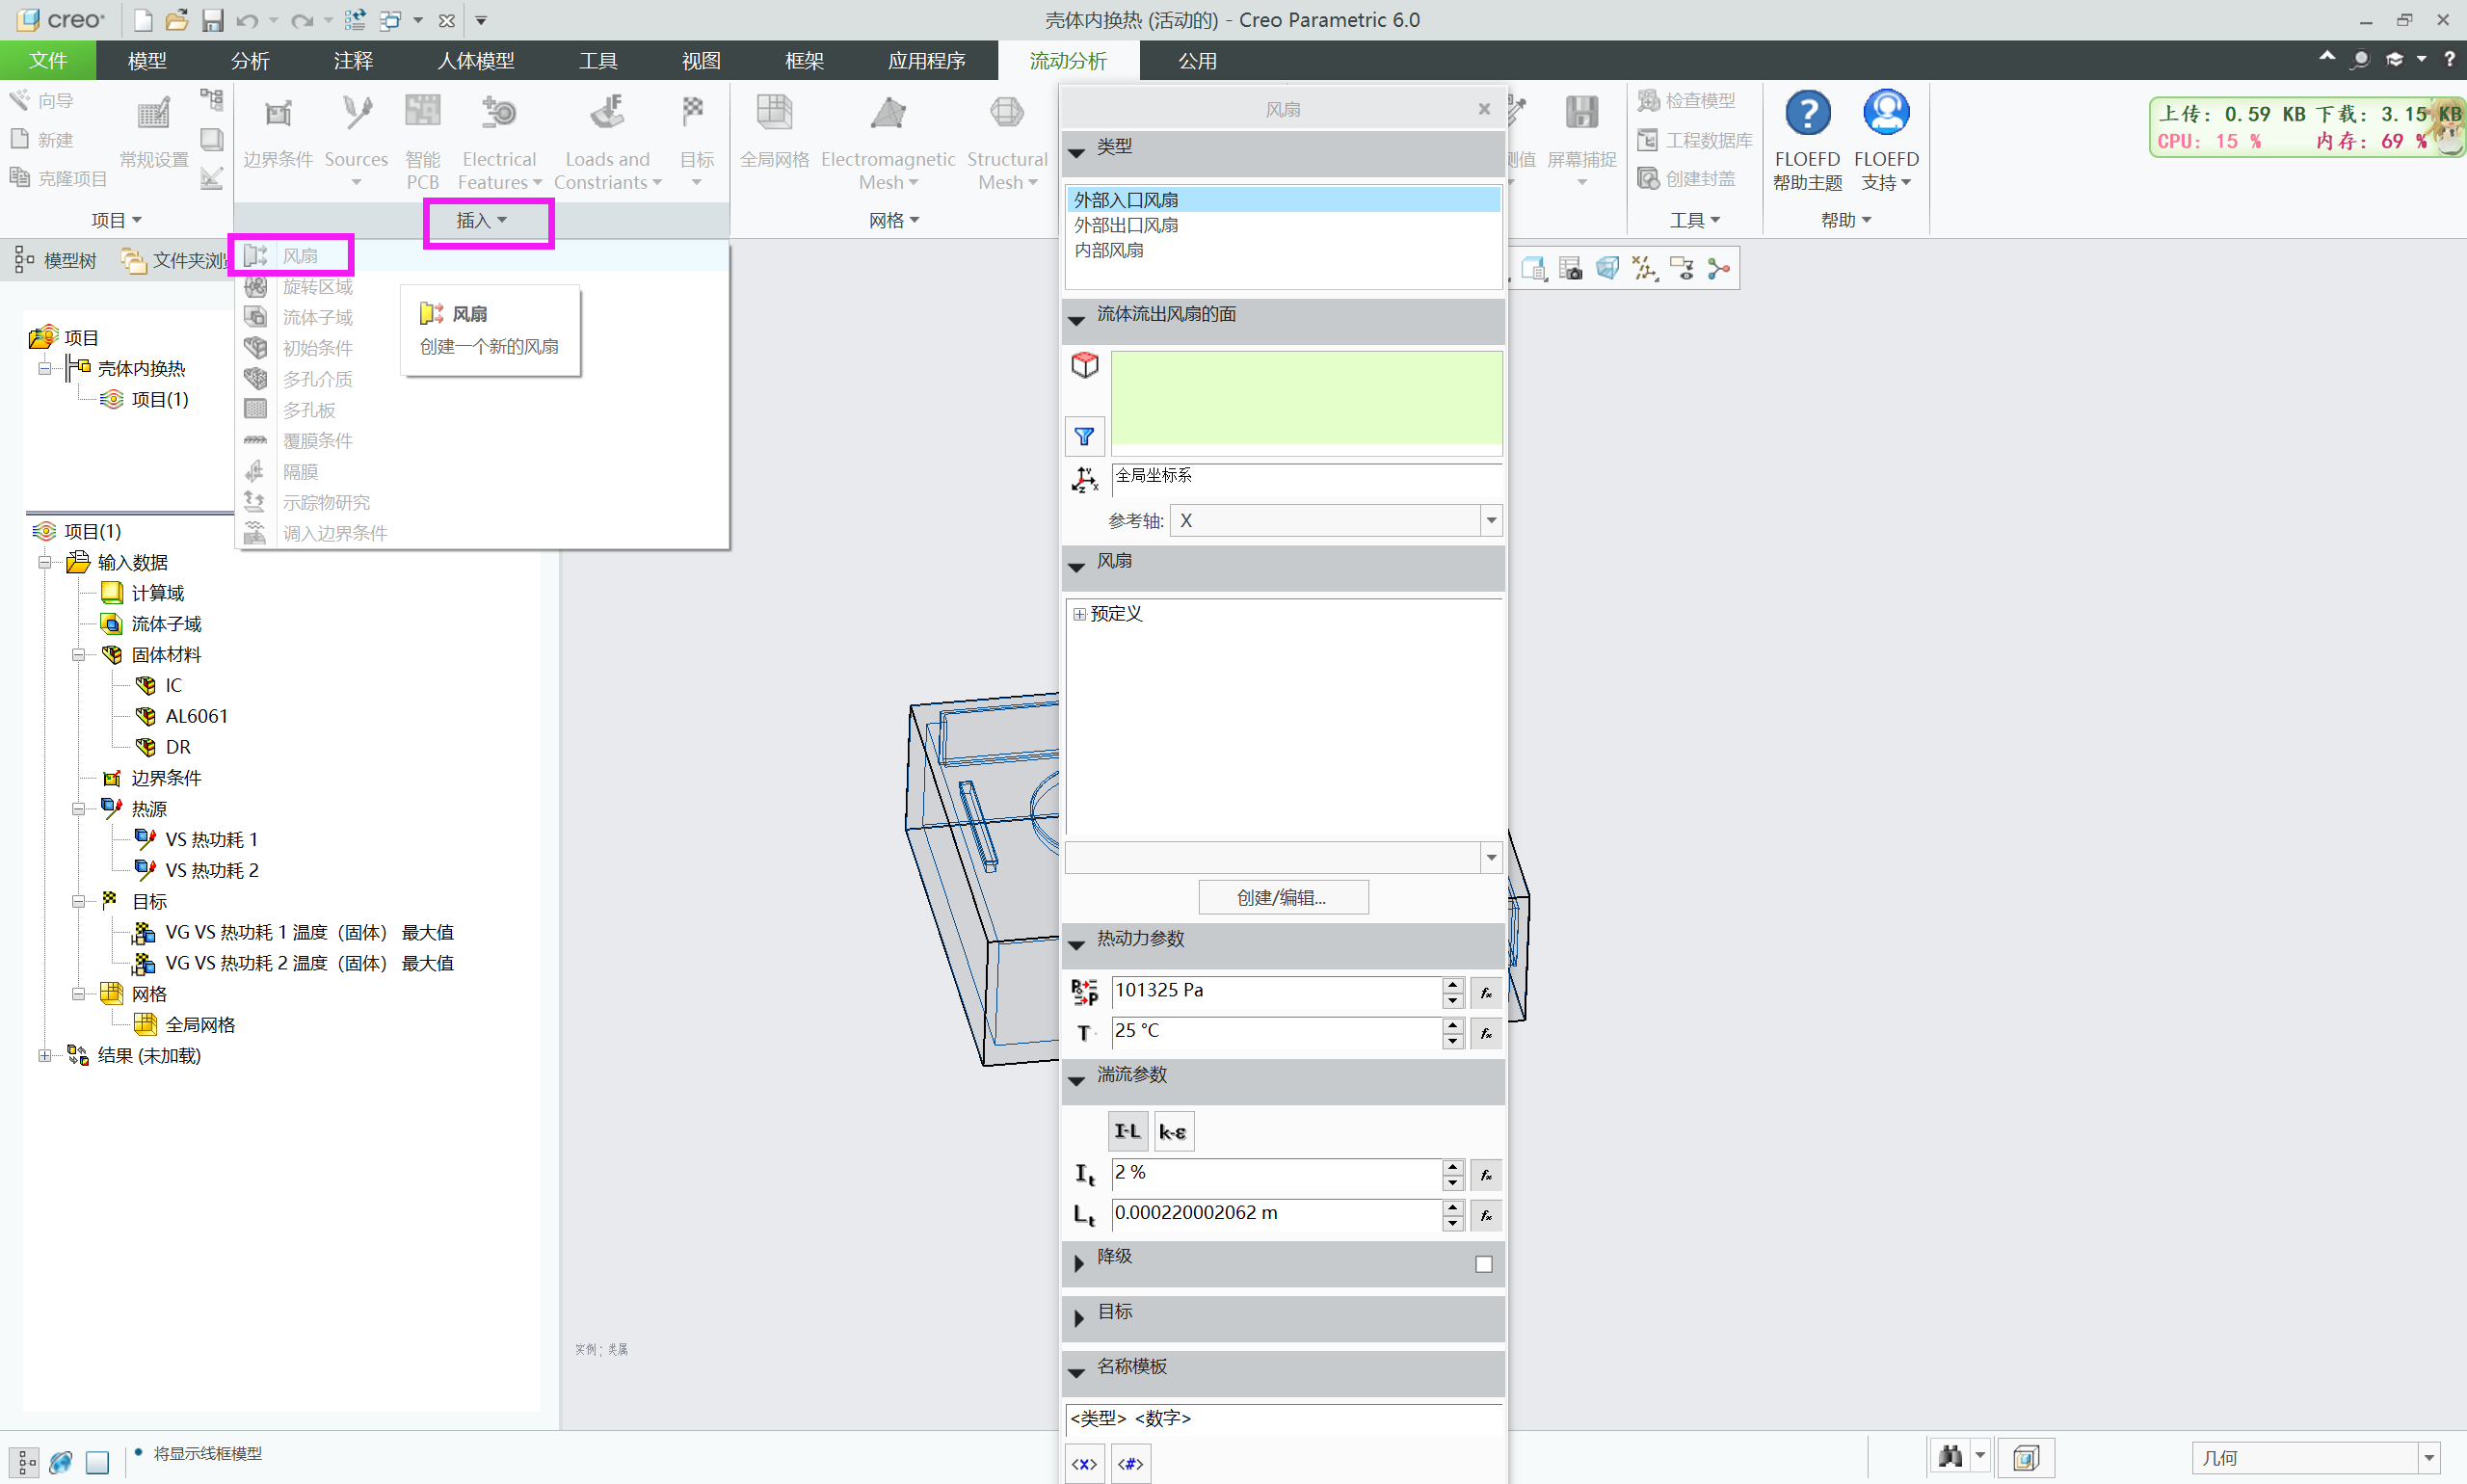 creo
壳体内换热 (活动的) - Creo Parametric 6.0
文件
模型
分析
注释
人体模型
工具
视图
框架
应用程序
流动分析
公用
向导
新建
克隆项目
常规设置
项目
边界条件
Sources
智能
PCB
Electrical
Features
Loads and
Constriants
目标
插入
全局网格
Electromagnetic
Mesh
Structural
Mesh
网格
测值
屏幕捕捉
检查模型
工程数据库
创建封盖
工具
FLOEFD
帮助主题
FLOEFD
支持
帮助
上传: 0.59 KB 下载: 3.15 KB
CPU: 15 % 内存: 69 %
模型树
文件夹浏览
风扇
旋转区域
流体子域
初始条件
多孔介质
多孔板
覆膜条件
隔膜
示踪物研究
调入边界条件
风扇
创建一个新的风扇
项目
壳体内换热
项目(1)
项目(1)
输入数据
计算域
流体子域
固体材料
IC
AL6061
DR
边界条件
热源
VS 热功耗 1
VS 热功耗 2
目标
VG VS 热功耗 1 温度（固体） 最大值
VG VS 热功耗 2 温度（固体） 最大值
网格
全局网格
结果 (未加载)
风扇
类型
外部入口风扇
外部出口风扇
内部风扇
流体流出风扇的面
全局坐标系
参考轴: X
风扇
预定义
创建/编辑...
热动力参数
101325 Pa
T 25 °C
湍流参数
I-L k-ε
It 2 %
Lt 0.000220002062 m
降级
目标
名称模板
<类型> <数字>
<x> <#>
实例: 类属
将显示线框模型
几何